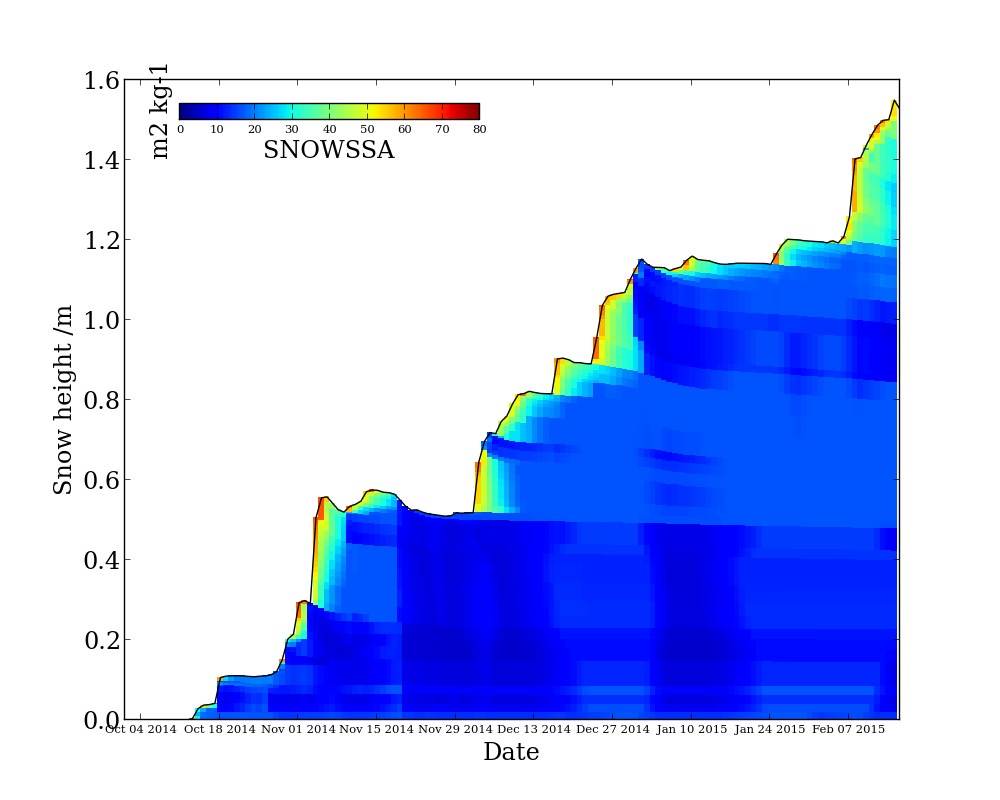 m2 kg-1
0 10 20 30 40 50 60 70 80
SNOWSSA
Snow height /m
1.6
1.4
1.2
1.0
0.8
0.6
0.4
0.2
0.0
Oct 04 2014 Oct 18 2014 Nov 01 2014 Nov 15 2014 Nov 29 2014 Dec 13 2014 Dec 27 2014 Jan 10 2015 Jan 24 2015 Feb 07 2015
Date